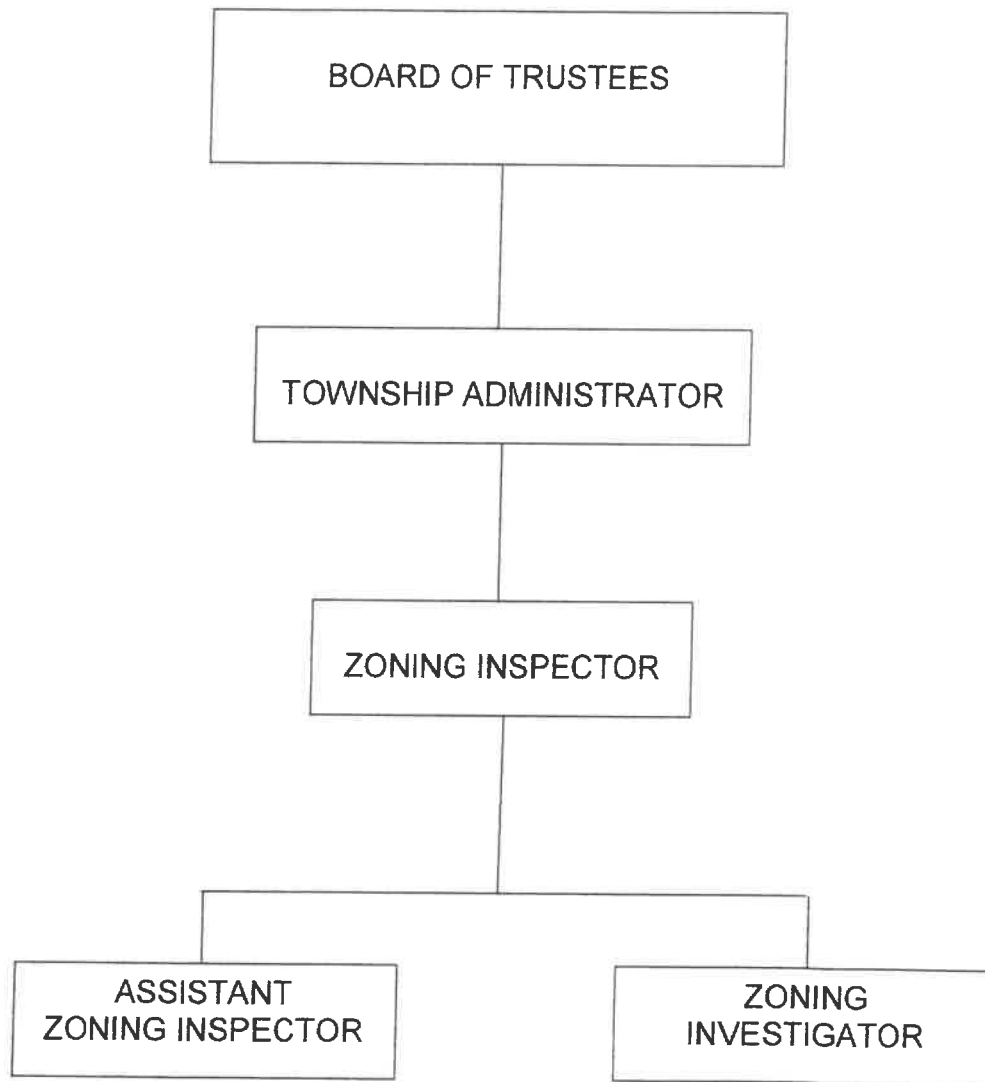 BOARD OF TRUSTEES
TOWNSHIP ADMINISTRATOR
ZONING INSPECTOR
ASSISTANT
ZONING INSPECTOR
ZONING
INVESTIGATOR